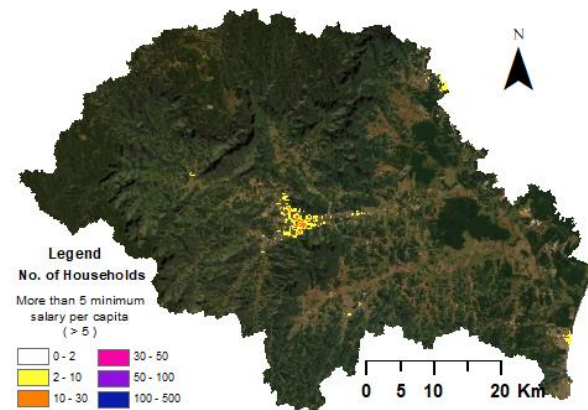 N
Legend
No. of Households
More than 5 minimum
salary per capita
( > 5 )
0 - 2
30 - 50
2 - 10
50 - 100
10 - 30
100 - 500
0 5 10 20 Km